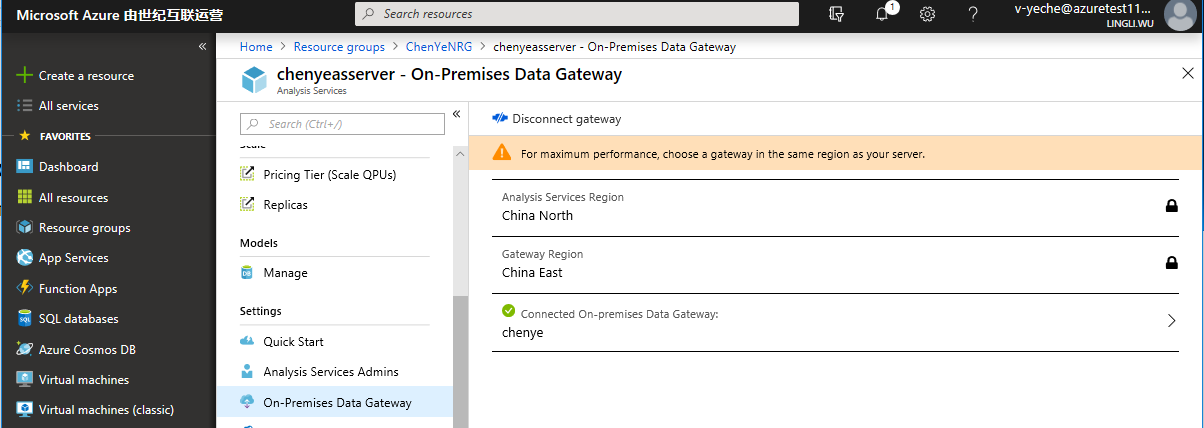 Microsoft Azure 由世纪互联运营
Search resources
1
v-yeche@azuretest11...
LINGLI.WU
Create a resource
All services
FAVORITES
Dashboard
All resources
Resource groups
App Services
Function Apps
SQL databases
Azure Cosmos DB
Virtual machines
Virtual machines (classic)
Home > Resource groups > ChenYeNRG > chenyeasserver - On-Premises Data Gateway
chenyeasserver - On-Premises Data Gateway
Analysis Services
Search (Ctrl+/)
Scale
Pricing Tier (Scale QPUs)
Replicas
Models
Manage
Settings
Quick Start
Analysis Services Admins
On-Premises Data Gateway
Disconnect gateway
For maximum performance, choose a gateway in the same region as your server.
Analysis Services Region
China North
Gateway Region
China East
Connected On-premises Data Gateway:
chenye